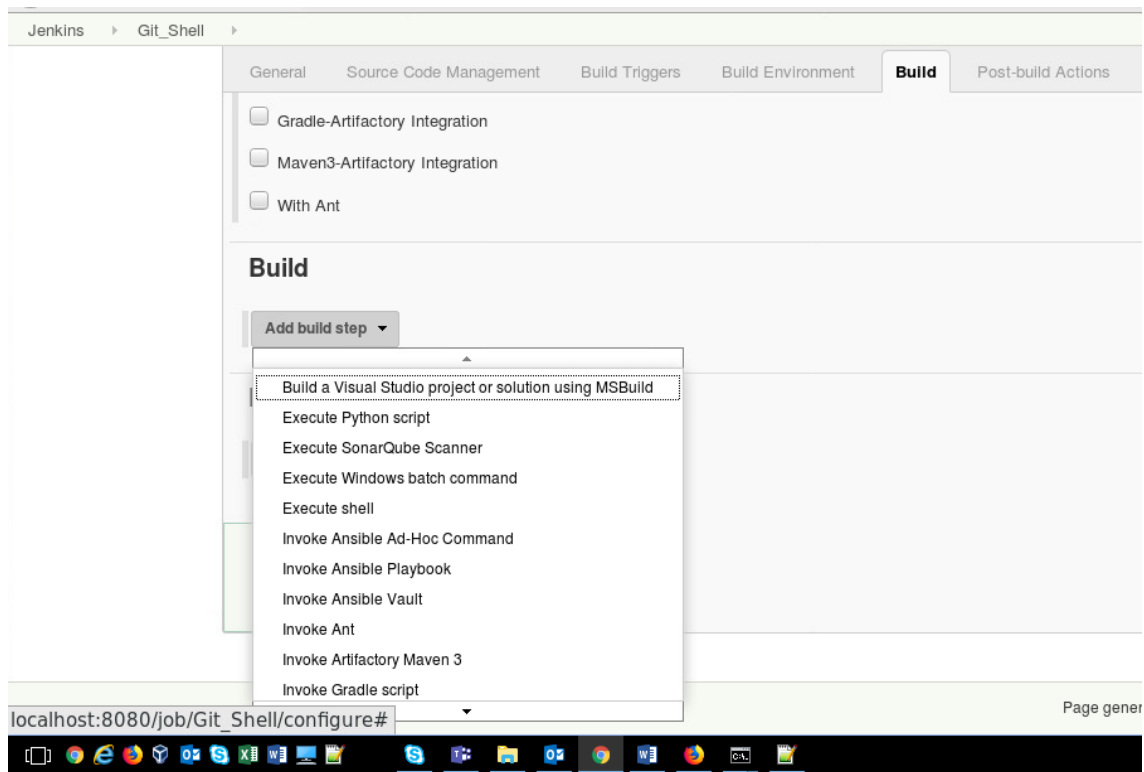 Jenkins Git_Shell
General Source Code Management Build Triggers Build Environment Build Post-build Actions
Gradle-Artifactory Integration
Maven3-Artifactory Integration
With Ant
Build
Add build step
Build a Visual Studio project or solution using MSBuild
Execute Python script
Execute SonarQube Scanner
Execute Windows batch command
Execute shell
Invoke Ansible Ad-Hoc Command
Invoke Ansible Playbook
Invoke Ansible Vault
Invoke Ant
Invoke Artifactory Maven 3
Invoke Gradle script
Page gener
localhost:8080/job/Git_Shell/configure#